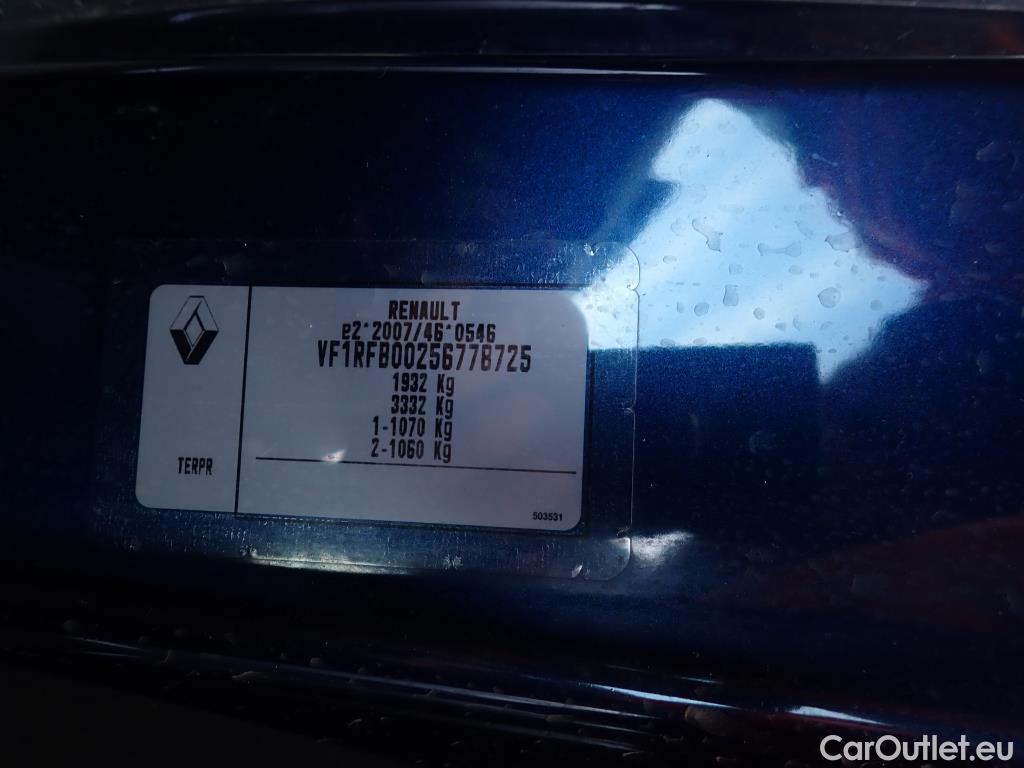 RENAULT
e2*2007/46*0546
VF1RFB00256778725
1932 Kg
3332 Kg
1-1070 Kg
2-1060 Kg
TERPR
503531
CarOutlet.eu